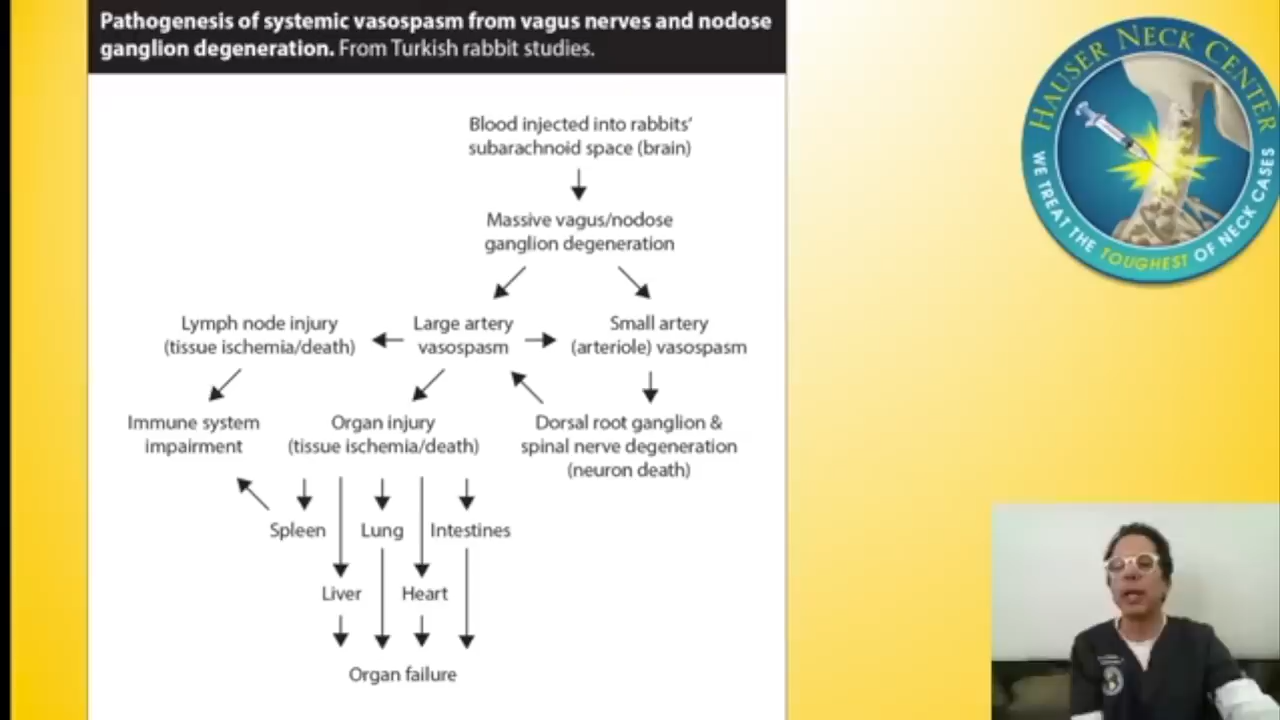 Pathogenesis of systemic vasospasm from vagus nerves and nodose
ganglion degeneration. From Turkish rabbit studies.
HAUSER NECK CENTER
WE TREAT THE TOUGHEST OF NECK CASES
Blood injected into rabbits’
subarachnoid space (brain)
Massive vagus/nodose
ganglion degeneration
Lymph node injury
(tissue ischemia/death)
Large artery
vasospasm
Small artery
(arteriole) vasospasm
Immune system
impairment
Organ injury
(tissue ischemia/death)
Dorsal root ganglion &
spinal nerve degeneration
(neuron death)
Spleen
Lung
Intestines
Liver
Heart
Organ failure